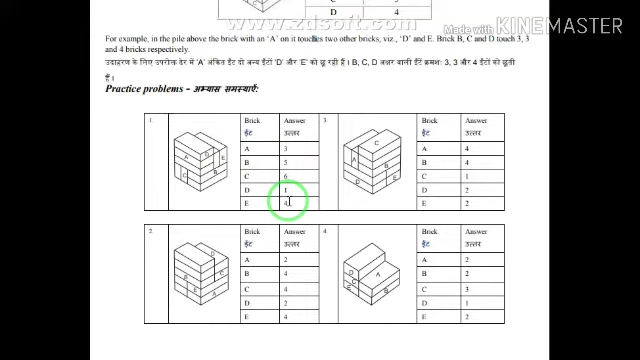 www.zdsoft.com
Made with KINEMASTER
D 4
For example, in the pile above the brick with an 'A' on it touches two other bricks, viz., 'D' and E. Brick B, C and D touch 3, 3
and 4 bricks respectively.
उदाहरण के लिए उपरोक्त ढेर में 'A' अंकित ईंट दो अन्य ईंटों 'D' और 'E' को छू रही हैं। B, C, D अक्षर वाली ईंटें क्रमशः 3, 3 और 4 ईंटों को छूती
हैं।
Practice problems - अभ्यास समस्याएँ:
1. Brick Answer 3. Brick Answer
ईंट उत्तर ईंट उत्तर
A 3 A 4
B 5 B 4
C 6 C 1
D 1 D 2
E 4 E 2
A D E B C
C A B D E
2. Brick Answer 4. Brick Answer
ईंट उत्तर ईंट उत्तर
A 2 A 2
B 4 B 2
C 4 C 3
D 2 D 1
E 4 E 2
D C B E A
D C E A B